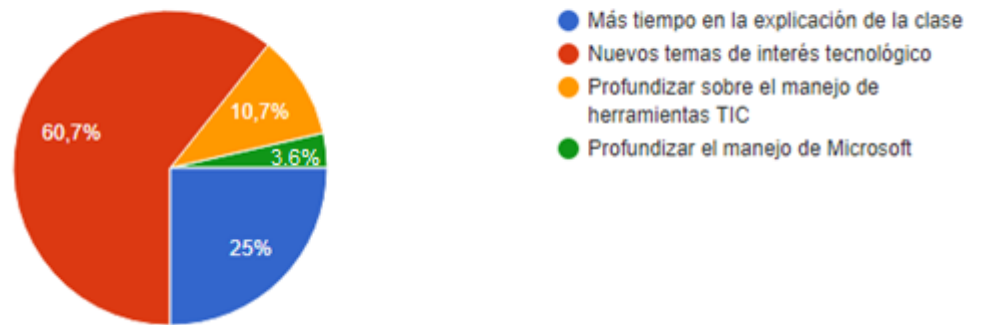 Más tiempo en la explicación de la clase
Nuevos temas de interés tecnológico
Profundizar sobre el manejo de
herramientas TIC
Profundizar el manejo de Microsoft
60,7%
10,7%
3.6%
25%